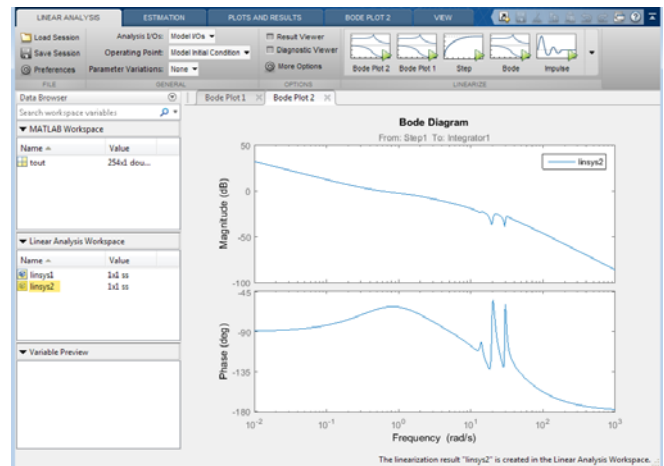 LINEAR ANALYSIS ESTIMATION PLOTS AND RESULTS BODE PLOT 2 VIEW
Load Session Analysis I/Os: Model I/Os Result Viewer
Save Session Operating Point: Model Initial Condition Diagnostic Viewer
Preferences Parameter Variations: None More Options Bode Plot 2 Bode Plot 1 Step Bode Impulse
FILE GENERAL OPTIONS LINEARIZE
Data Browser Bode Plot 1 Bode Plot 2
Search workspace variables
MATLAB Workspace
Name Value
tout 254x1 dou...
Linear Analysis Workspace
Name Value
linsys1 1x1 ss
linsys2 1x1 ss
Variable Preview
Bode Diagram
From: Step1 To: Integrator1
linsys2
Magnitude (dB)
50
0
-50
-100
Phase (deg)
-45
-90
-135
-180
10^-2 10^-1 10^0 10^1 10^2 10^3
Frequency (rad/s)
The linearization result "linsys2" is created in the Linear Analysis Workspace.